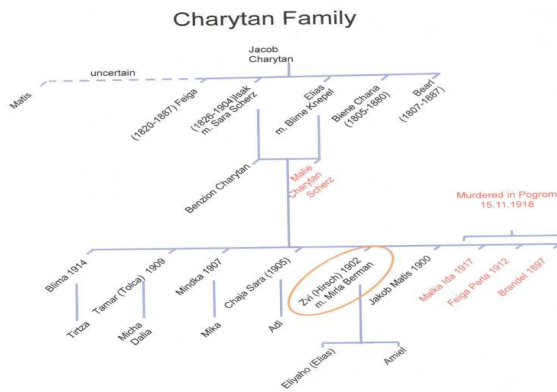 Charytan Family
Jacob
Charytan
uncertain
Matis
(1820-1887) Feiga
(1826-1904)Isak
m. Sara Scherz
Elias
m. Blime Knepel
Biene Chana
(1805-1880)
Bearl
(1807-1887)
Benzion Charytan
Malie
Charytan
Scherz
Murdered in Pogrom
15.11.1918
Blima 1914
Tamar (Tolca) 1909
Mindka 1907
Chaja Sara (1905)
Zvi (Hirsch) 1902
m. Mirla Berman
Jakob Matis 1900
Malka Ida 1917
Feiga Perla 1912
Brandel 1897
Tirtza
Micha
Dalia
Mika
Adi
Eliyaho (Elias)
Amiel